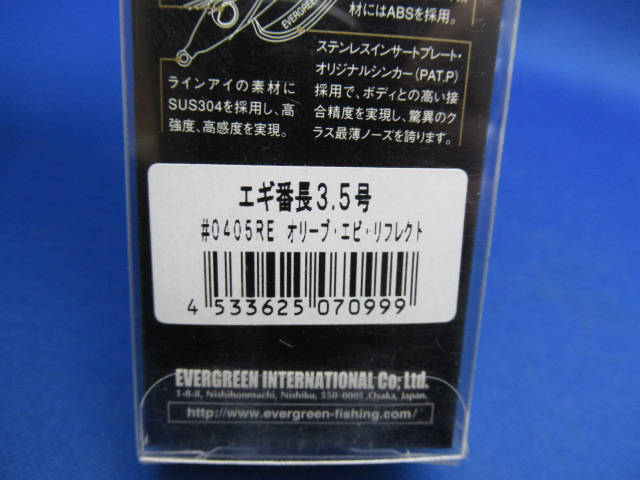 材にはABSを採用。
EVERGREEN
ステンレスインサートプレート・
オリジナルシンカー(PAT.P)
採用で、ボディとの高い接
合精度を実現し、驚異のク
ラス最薄ノーズを誇ります。
ラインアイの素材に
SUS304を採用し、高
強度、高感度を実現。
エギ番長3.5号
#0405RE オリーブ・エビ・リフレクト
4 533625 070999
EVERGREEN INTERNATIONAL Co; Ltd.
1-8-8, Nishihonmachi, Nishiku, 550-0005, Osaka, Japan.
http://www.evergreen-fishing.com/